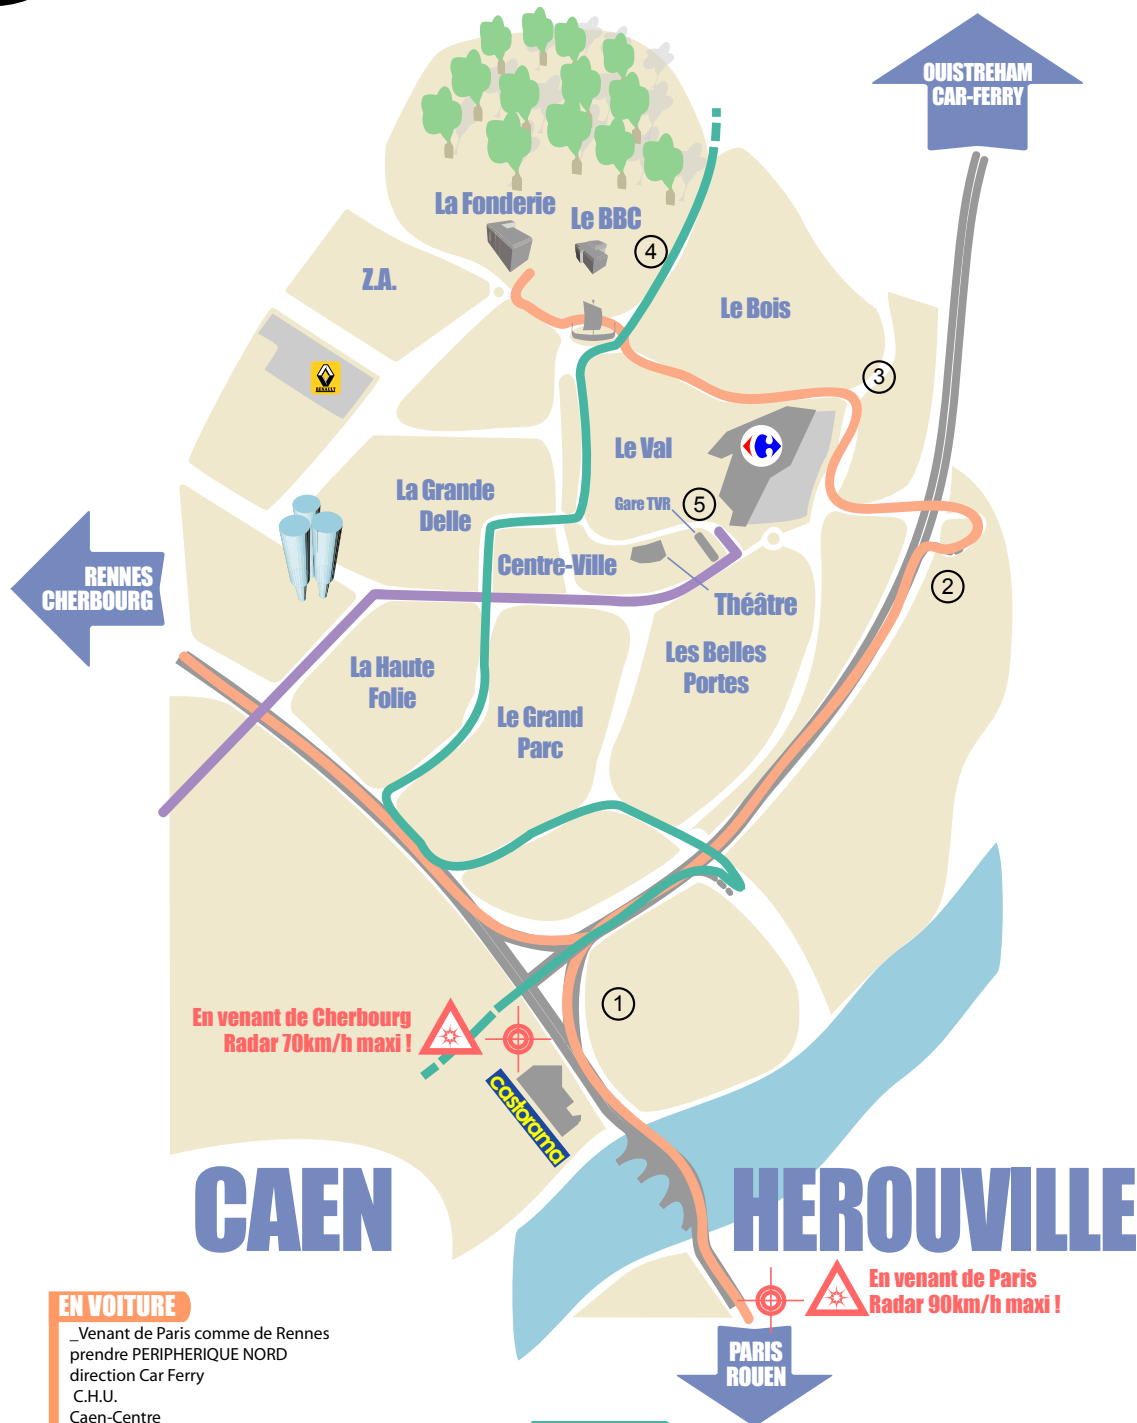 OUISTREHAM
CAR-FERRY
La Fonderie
Le BBC
4
Z.A.
Le Bois
RENAULT
3
Le Val
La Grande
Delle
Gare TVR
5
Centre-Ville
RENNES
CHERBOURG
2
Théâtre
La Haute
Folie
Les Belles
Portes
Le Grand
Parc
1
En venant de Cherbourg
Radar 70km/h maxi !
castorama
CAEN
HEROUVILLE
En venant de Paris
Radar 90km/h maxi !
PARIS
ROUEN
EN VOITURE
_Venant de Paris comme de Rennes
prendre PERIPHERIQUE NORD
direction Car Ferry
C.H.U.
Caen-Centre